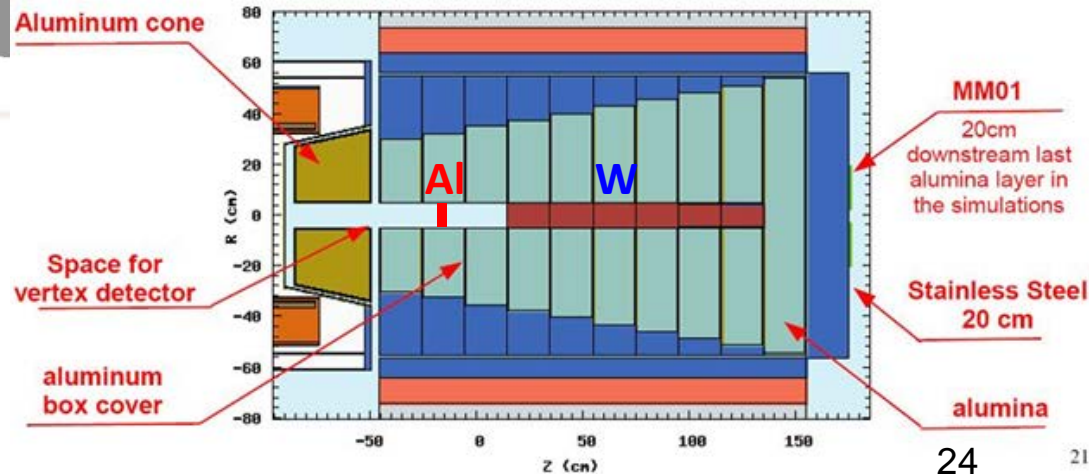 Aluminum cone
Space for
vertex detector
aluminum
box cover
80
60
40
20
0
-20
-40
-60
-80
R (cm)
-50
0
50
100
150
Z (cm)
Al
W
MM01
20cm
downstream last
alumina layer in
the simulations
Stainless Steel
20 cm
alumina
24
21